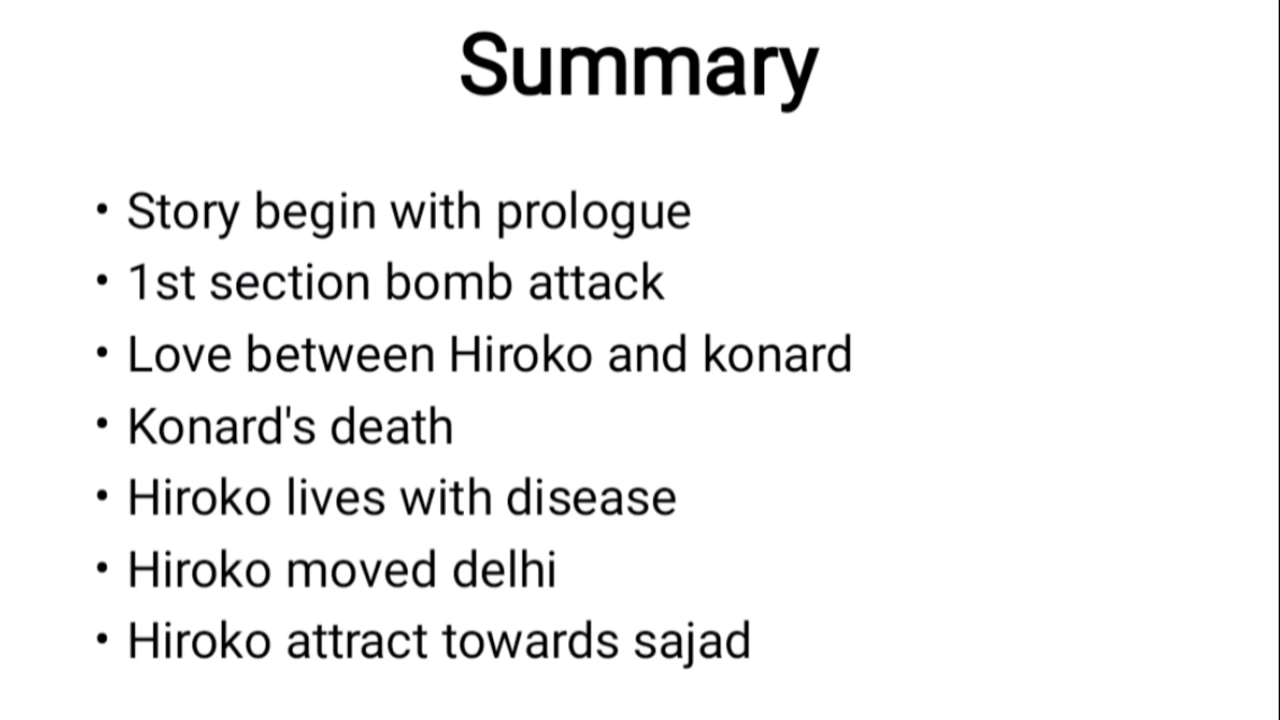 Summary
• Story begin with prologue
• 1st section bomb attack
• Love between Hiroko and konard
• Konard's death
• Hiroko lives with disease
• Hiroko moved delhi
• Hiroko attract towards sajad